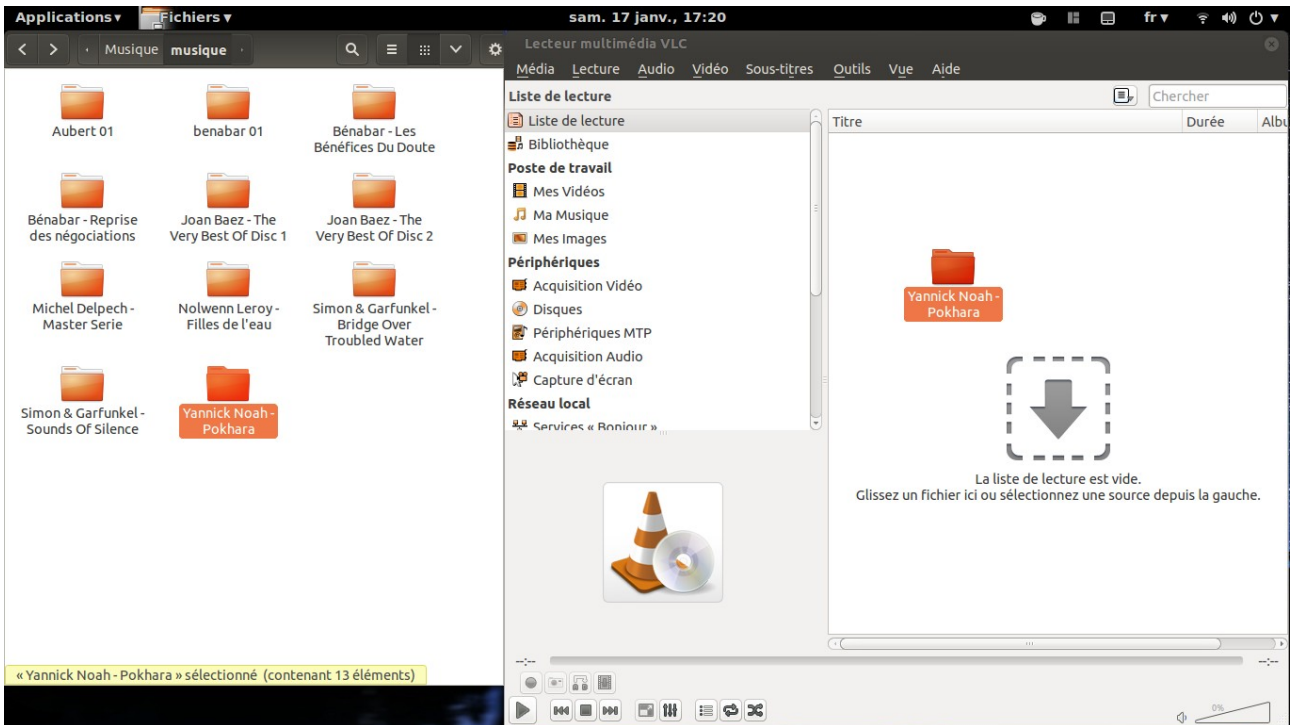 Applications ▾ Fichiers ▾ sam. 17 janv., 17:20 fr ▾
Musique musique
Aubert 01 benabar 01 Bénabar - Les
Bénéfices Du Doute
Bénabar - Reprise
des négociations
Joan Baez - The
Very Best Of Disc 1
Joan Baez - The
Very Best Of Disc 2
Michel Delpech -
Master Serie
Nolwenn Leroy -
Filles de l'eau
Simon & Garfunkel -
Bridge Over
Troubled Water
Simon & Garfunkel -
Sounds Of Silence
Yannick Noah -
Pokhara
« Yannick Noah - Pokhara » sélectionné (contenant 13 éléments)
Lecteur multimédia VLC
Média Lecture Audio Vidéo Sous-titres Outils Vue Aide
Liste de lecture Chercher
Liste de lecture
Bibliothèque
Poste de travail
Mes Vidéos
Ma Musique
Mes Images
Périphériques
Acquisition Vidéo
Disques
Périphériques MTP
Acquisition Audio
Capture d'écran
Réseau local
Services « Bonjour »
Titre Durée Albu
Yannick Noah -
Pokhara
La liste de lecture est vide.
Glissez un fichier ici ou sélectionnez une source depuis la gauche.
--:-- --:--
0%